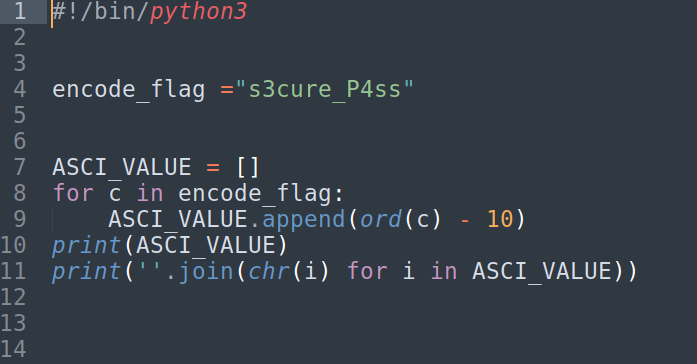 1 #!/bin/python3
2
3
4 encode_flag ="s3cure_P4ss"
5
6
7 ASCI_VALUE = []
8 for c in encode_flag:
9     ASCI_VALUE.append(ord(c) - 10)
10 print(ASCI_VALUE)
11 print(''.join(chr(i) for i in ASCI_VALUE))
12
13
14